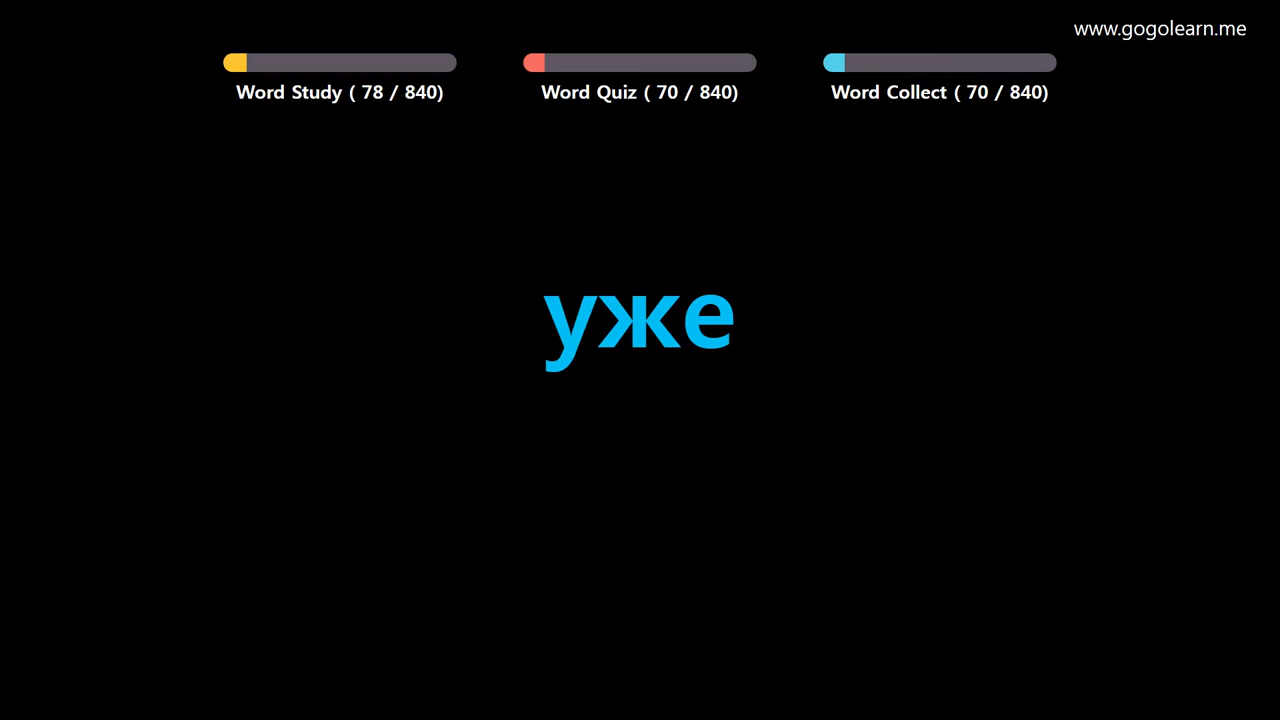 www.gogolearn.me
Word Study ( 78 / 840)
Word Quiz ( 70 / 840)
Word Collect ( 70 / 840)
уже